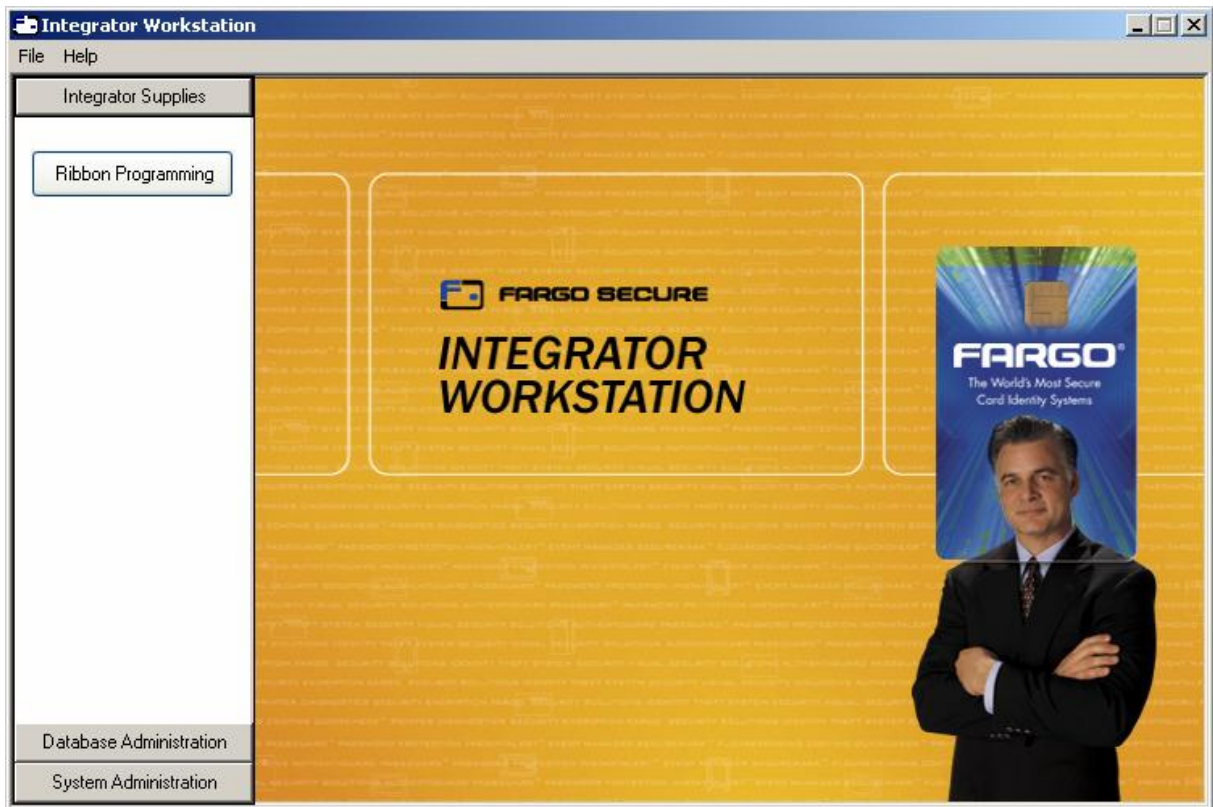 Integrator Workstation
File Help
Integrator Supplies
Ribbon Programming
FARGO SECURE
INTEGRATOR
WORKSTATION
FARGO®
The World's Most Secure
Card Identity Systems
Database Administration
System Administration